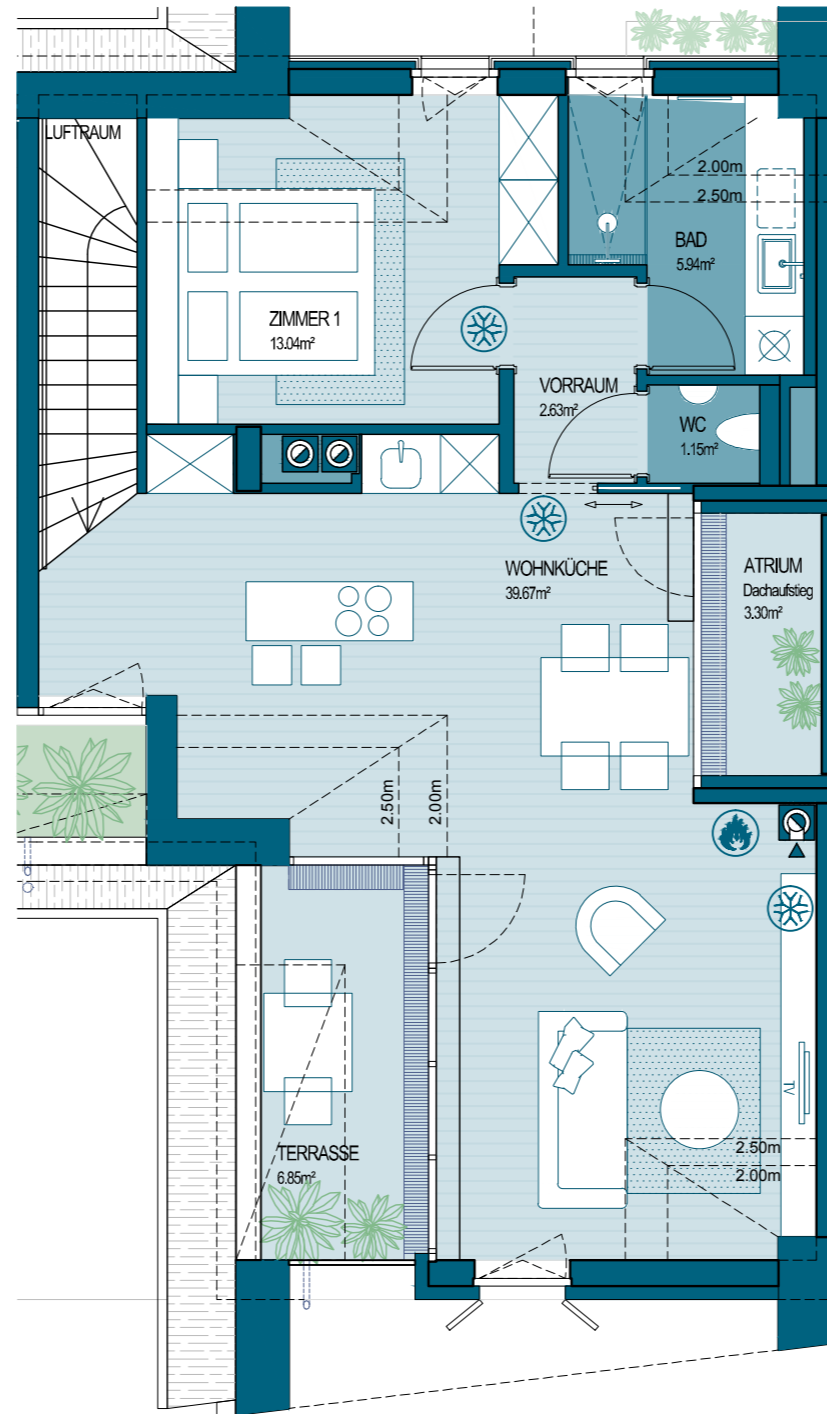 LUFTRAUM
2.00m
2.50m
BAD
5.94m²
ZIMMER 1
13.04m²
VORRAUM
2.63m²
WC
1.15m²
WOHNKÜCHE
39.67m²
ATRIUM
Dachaufstieg
3.30m²
2.50m
2.00m
TV
TERRASSE
6.85m²
2.50m
2.00m